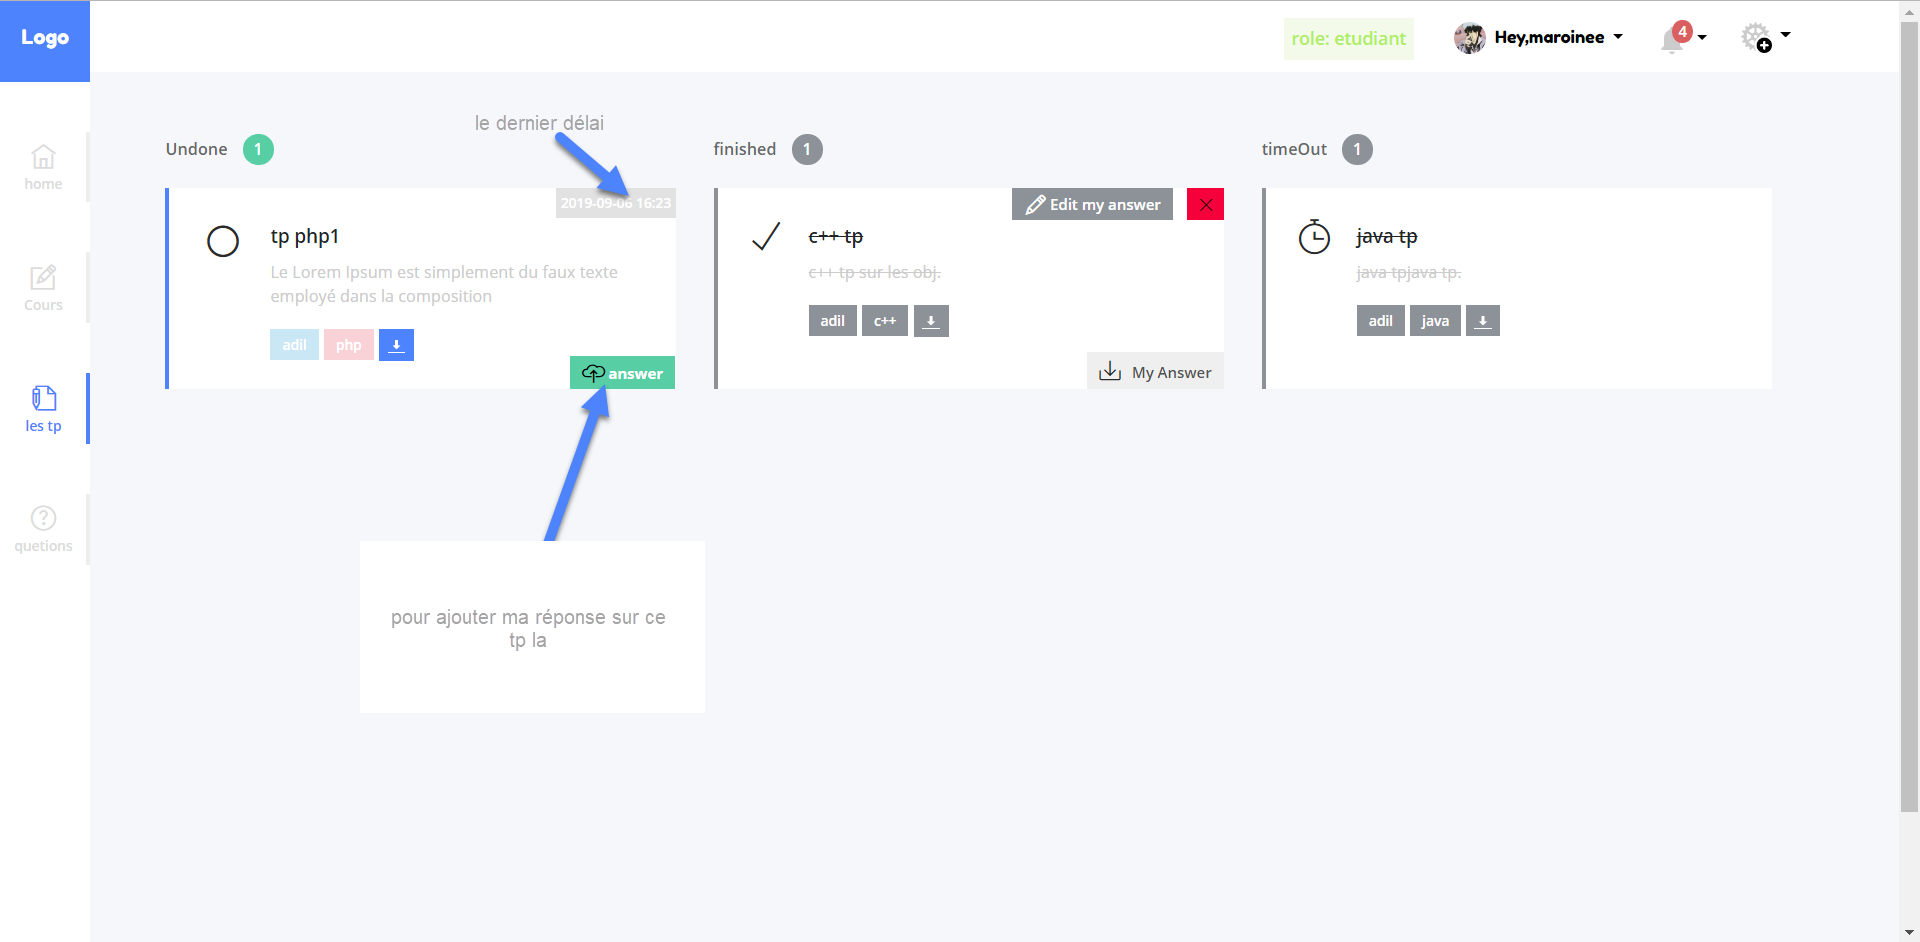 Logo
role: etudiant
Hey,maroinee
4
home
Cours
les tp
quetions
le dernier délai
Undone 1
2019-09-06 16:23
tp php1
Le Lorem Ipsum est simplement du faux texte
employé dans la composition
adil php
answer
finished 1
Edit my answer
c++ tp
c++ tp sur les obj.
adil c++
My Answer
timeOut 1
java tp
java tpjava tp.
adil java
pour ajouter ma réponse sur ce
tp la